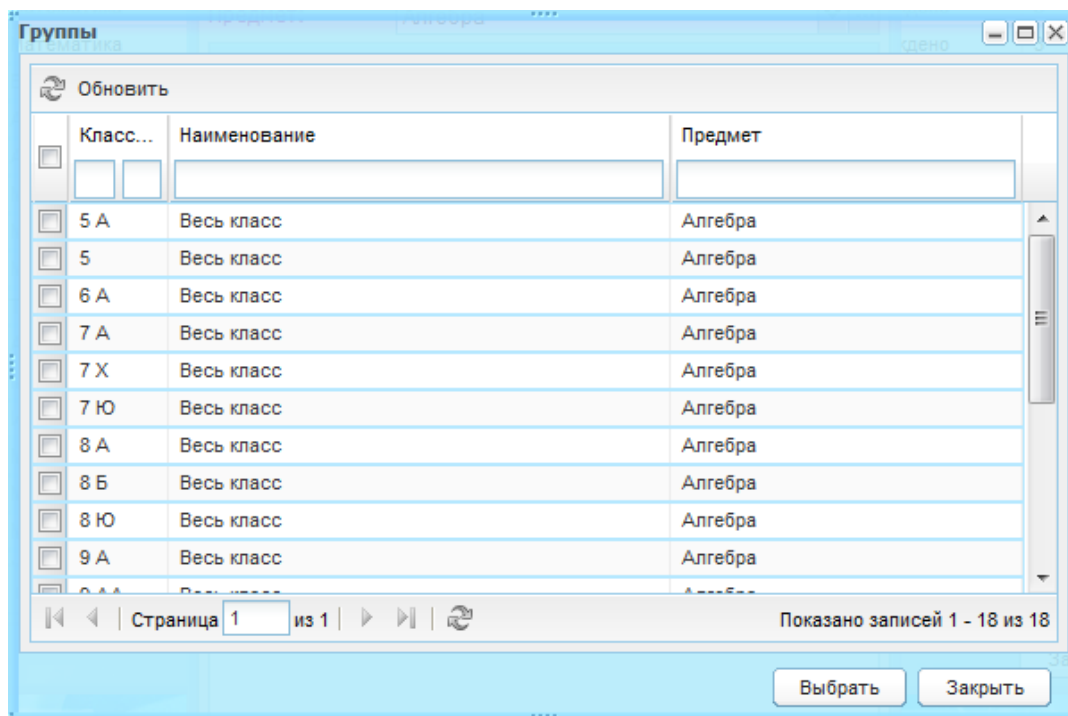 Группы
Обновить
Класс... Наименование Предмет
5 А Весь класс Алгебра
5 Весь класс Алгебра
6 А Весь класс Алгебра
7 А Весь класс Алгебра
7 Х Весь класс Алгебра
7 Ю Весь класс Алгебра
8 А Весь класс Алгебра
8 Б Весь класс Алгебра
8 Ю Весь класс Алгебра
9 А Весь класс Алгебра
Страница 1 из 1 Показано записей 1 - 18 из 18
Выбрать Закрыть